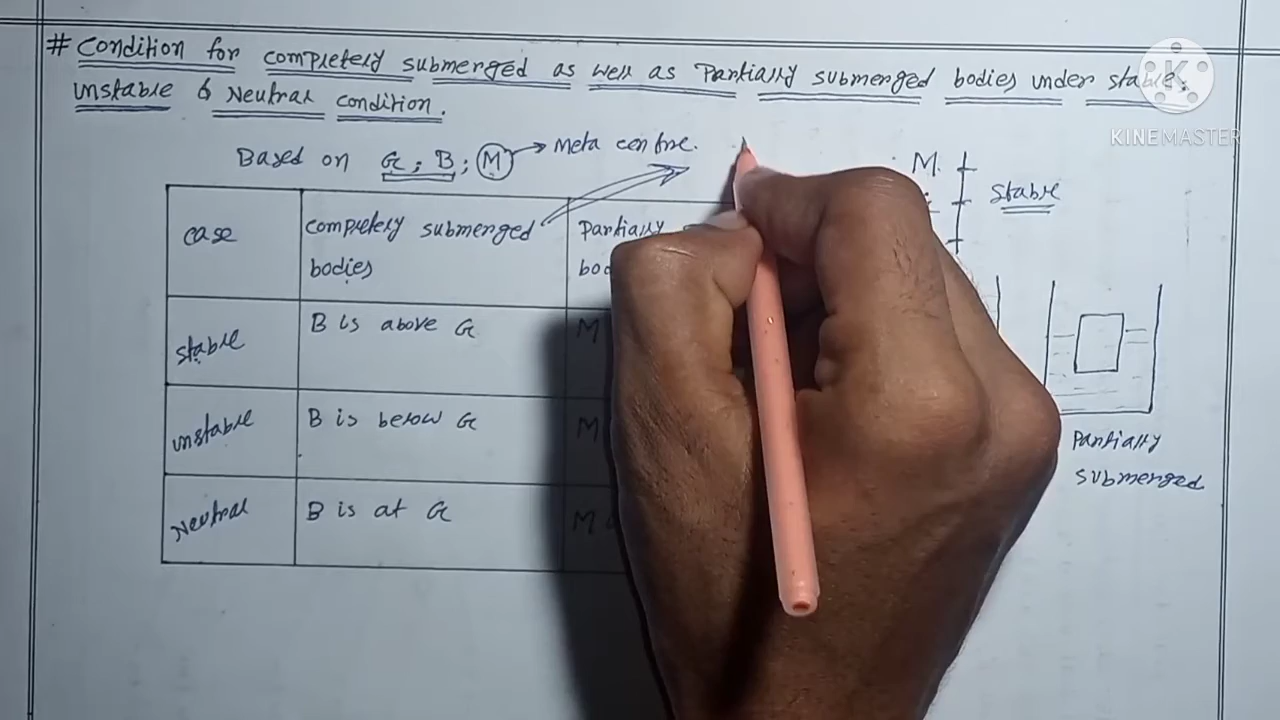 # Condition for completely submerged as well as Partially submerged bodies under stable,
unstable & Neutral condition.
Based on G ; B ; M → Meta centre.
case
completely submerged
bodies
Partially
stable
B is above G
M
unstable
B is below G
M
Neutral
B is at G
M
M.
stable
Partially
submerged
KINEMASTER